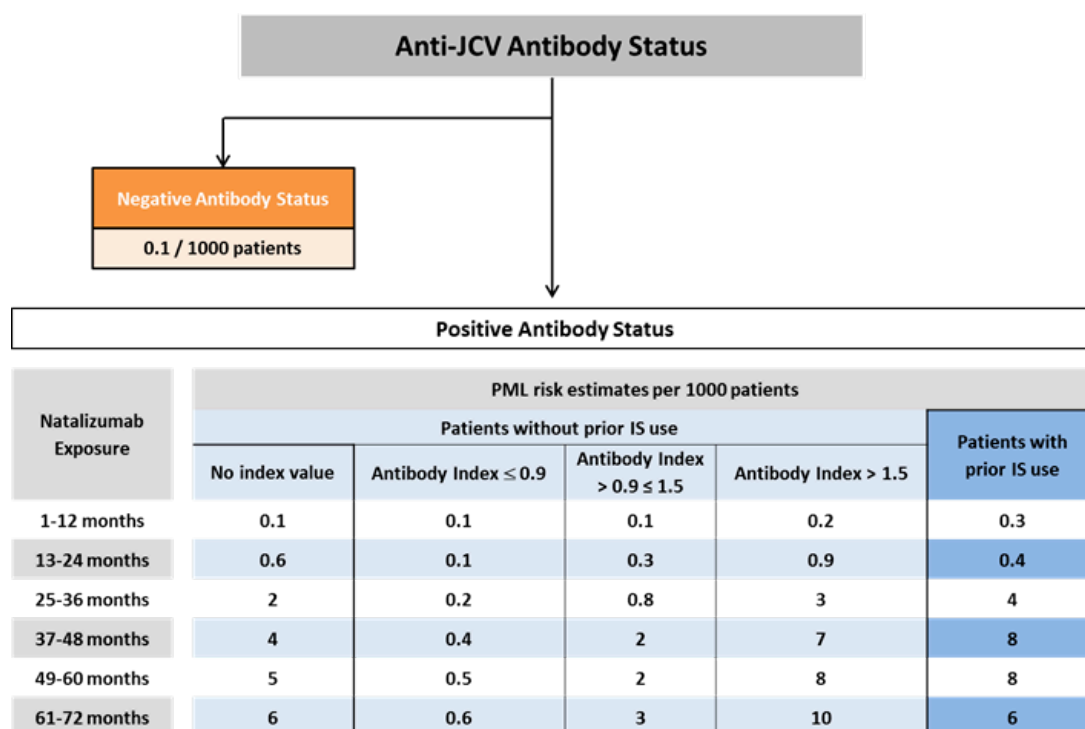 Anti-JCV Antibody Status
Negative Antibody Status
0.1 / 1000 patients
Positive Antibody Status
Natalizumab
Exposure
PML risk estimates per 1000 patients
Patients without prior IS use
Patients with
prior IS use
No index value
Antibody Index ≤ 0.9
Antibody Index
> 0.9 ≤ 1.5
Antibody Index > 1.5
1-12 months 0.1 0.1 0.1 0.2 0.3
13-24 months 0.6 0.1 0.3 0.9 0.4
25-36 months 2 0.2 0.8 3 4
37-48 months 4 0.4 2 7 8
49-60 months 5 0.5 2 8 8
61-72 months 6 0.6 3 10 6